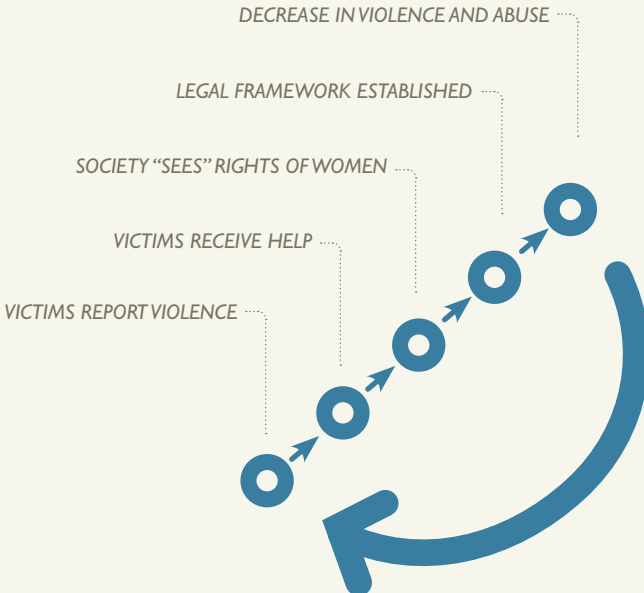 DECREASE IN VIOLENCE AND ABUSE
LEGAL FRAMEWORK ESTABLISHED
SOCIETY “SEES” RIGHTS OF WOMEN
VICTIMS RECEIVE HELP
VICTIMS REPORT VIOLENCE